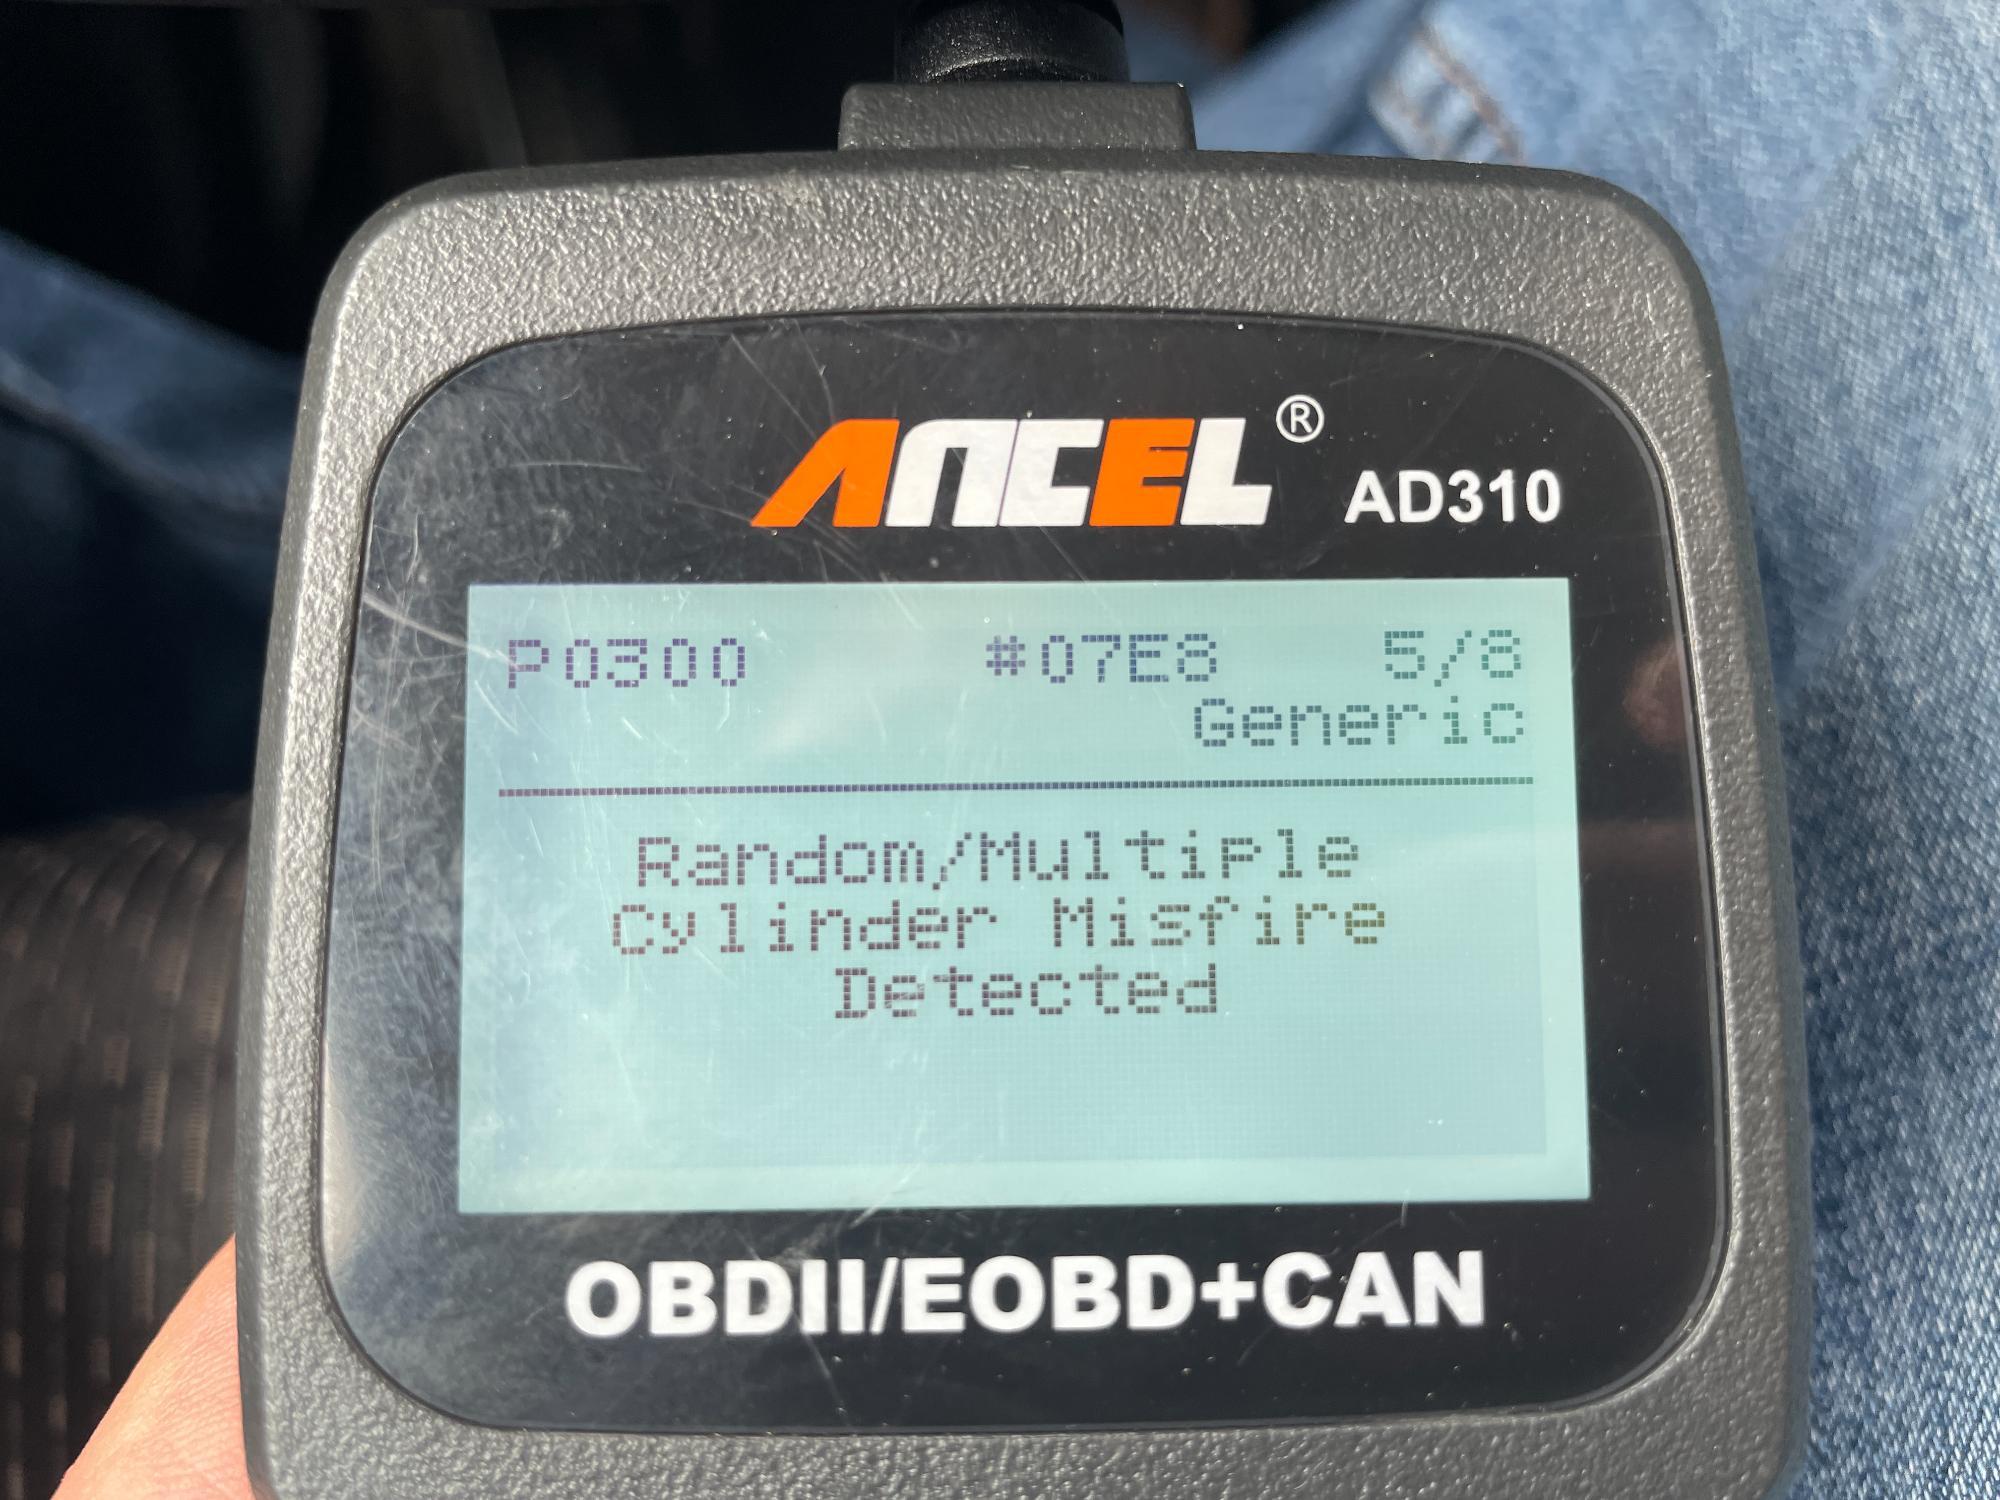 ANCEL® AD310
P0300 #07E8 5/8
Generic
Random/Multiple
Cylinder Misfire
Detected
OBDII/EOBD+CAN